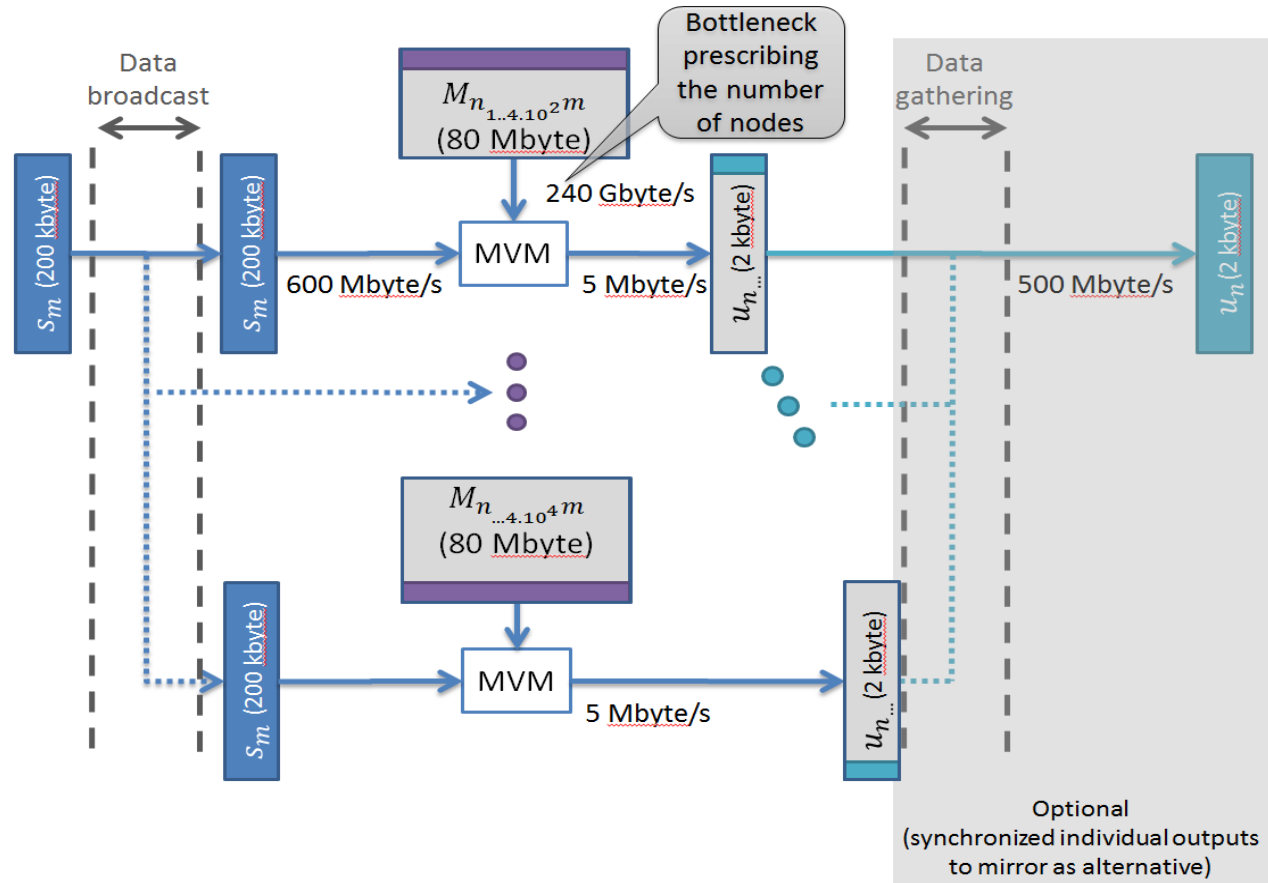 Data
broadcast
M_{n_{1..4.10^2}m}
(80 Mbyte)
Bottleneck
prescribing
the number
of nodes
Data
gathering
s_m (200 kbyte)
s_m (200 kbyte)
600 Mbyte/s
MVM
240 Gbyte/s
5 Mbyte/s
u_{n_{...}} (2 kbyte)
500 Mbyte/s
u_n (2 kbyte)
M_{n_{...4.10^4}m}
(80 Mbyte)
s_m (200 kbyte)
MVM
5 Mbyte/s
u_{n_{...}} (2 kbyte)
Optional
(synchronized individual outputs
to mirror as alternative)